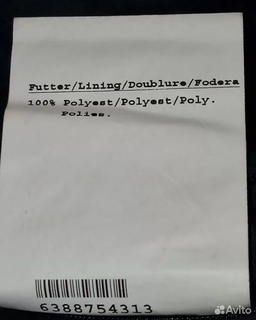 Futter/Lining/Doublure/Fodera
100% Polyest/Polyest/Poly.
Polies.
6388754313
Avito